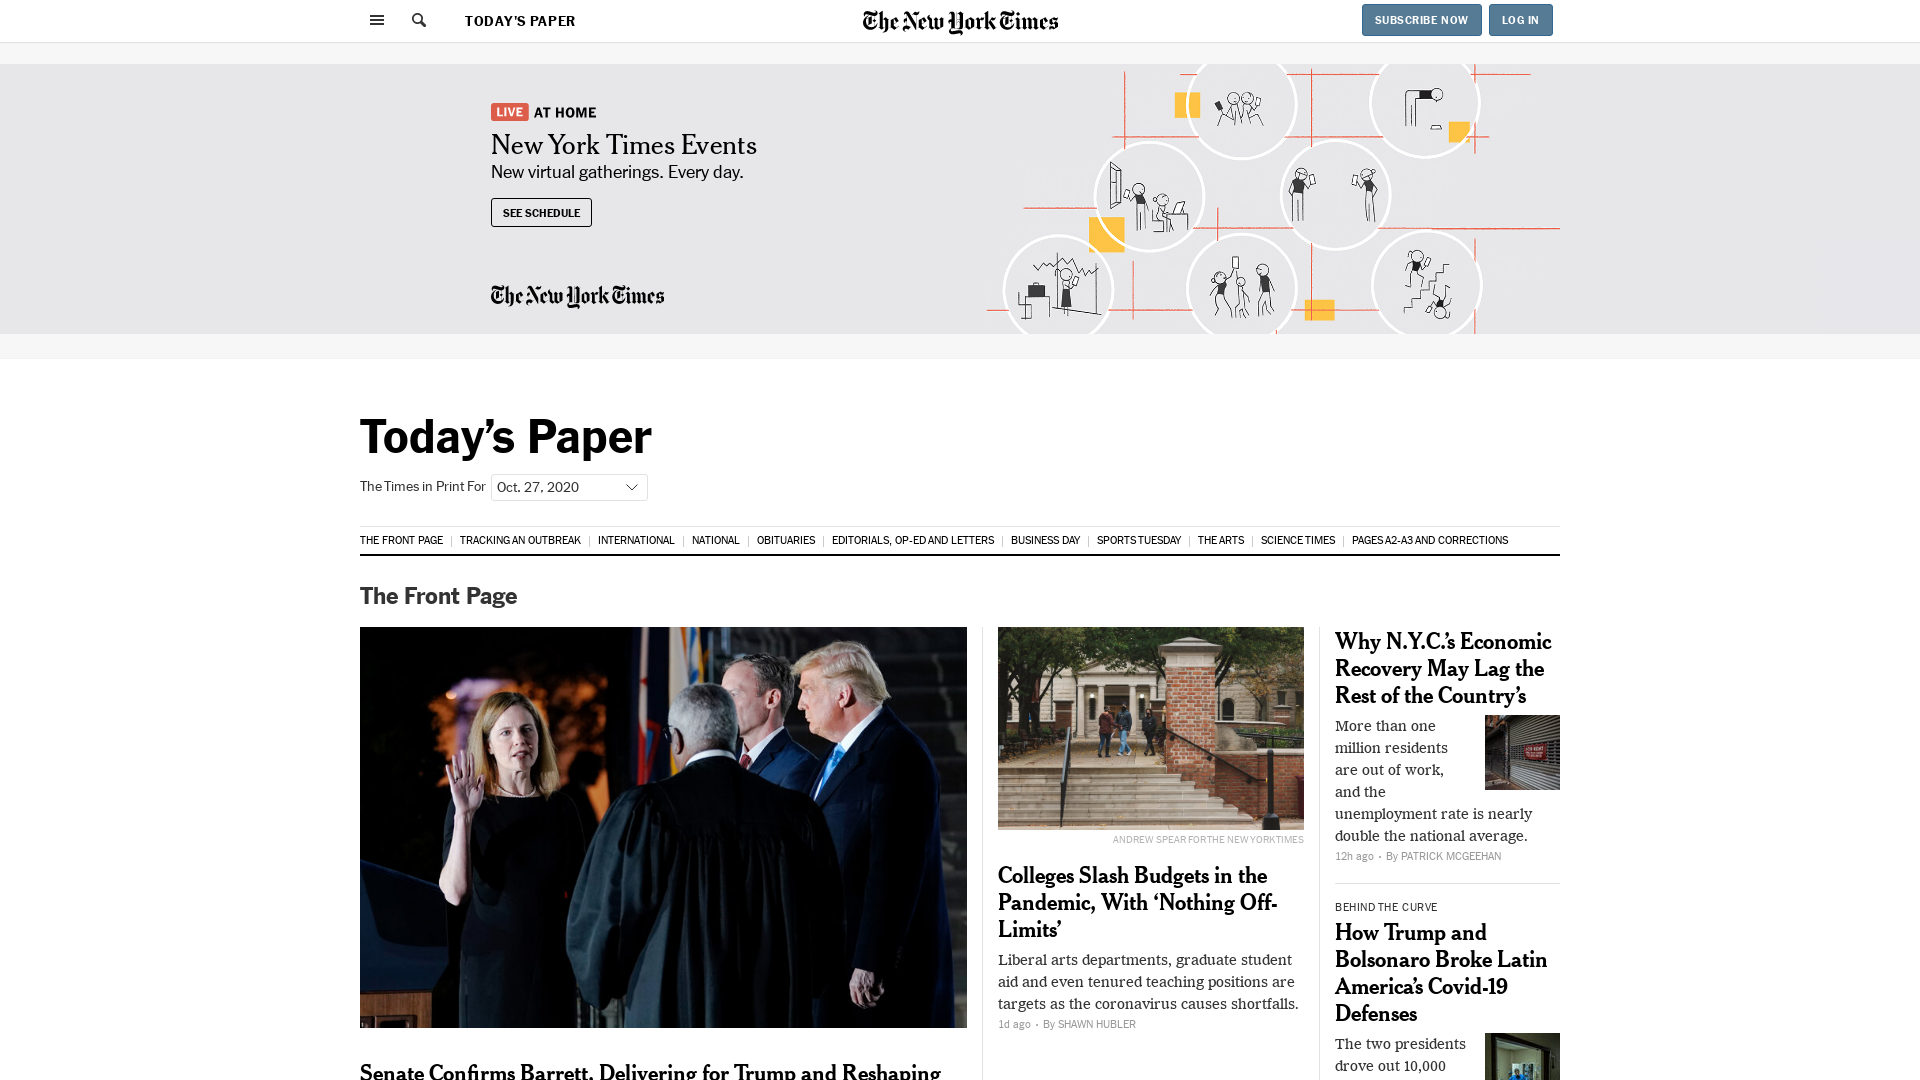 TODAY'S PAPER
The New York Times
SUBSCRIBE NOW
LOG IN
LIVE AT HOME
New York Times Events
New virtual gatherings. Every day.
SEE SCHEDULE
The New York Times
Today’s Paper
The Times in Print For Oct. 27, 2020
THE FRONT PAGE TRACKING AN OUTBREAK INTERNATIONAL NATIONAL OBITUARIES EDITORIALS, OP-ED AND LETTERS BUSINESS DAY SPORTS TUESDAY THE ARTS SCIENCE TIMES PAGES A2-A3 AND CORRECTIONS
The Front Page
Senate Confirms Barrett, Delivering for Trump and Reshaping
ANDREW SPEAR FOR THE NEW YORK TIMES
Colleges Slash Budgets in the
Pandemic, With ‘Nothing Off-
Limits’
Liberal arts departments, graduate student
aid and even tenured teaching positions are
targets as the coronavirus causes shortfalls.
1d ago • By SHAWN HUBLER
Why N.Y.C.’s Economic
Recovery May Lag the
Rest of the Country’s
More than one
million residents
are out of work,
and the
unemployment rate is nearly
double the national average.
FOR RENT
12h ago • By PATRICK MCGEEHAN
BEHIND THE CURVE
How Trump and
Bolsonaro Broke Latin
America’s Covid-19
Defenses
The two presidents
drove out 10,000